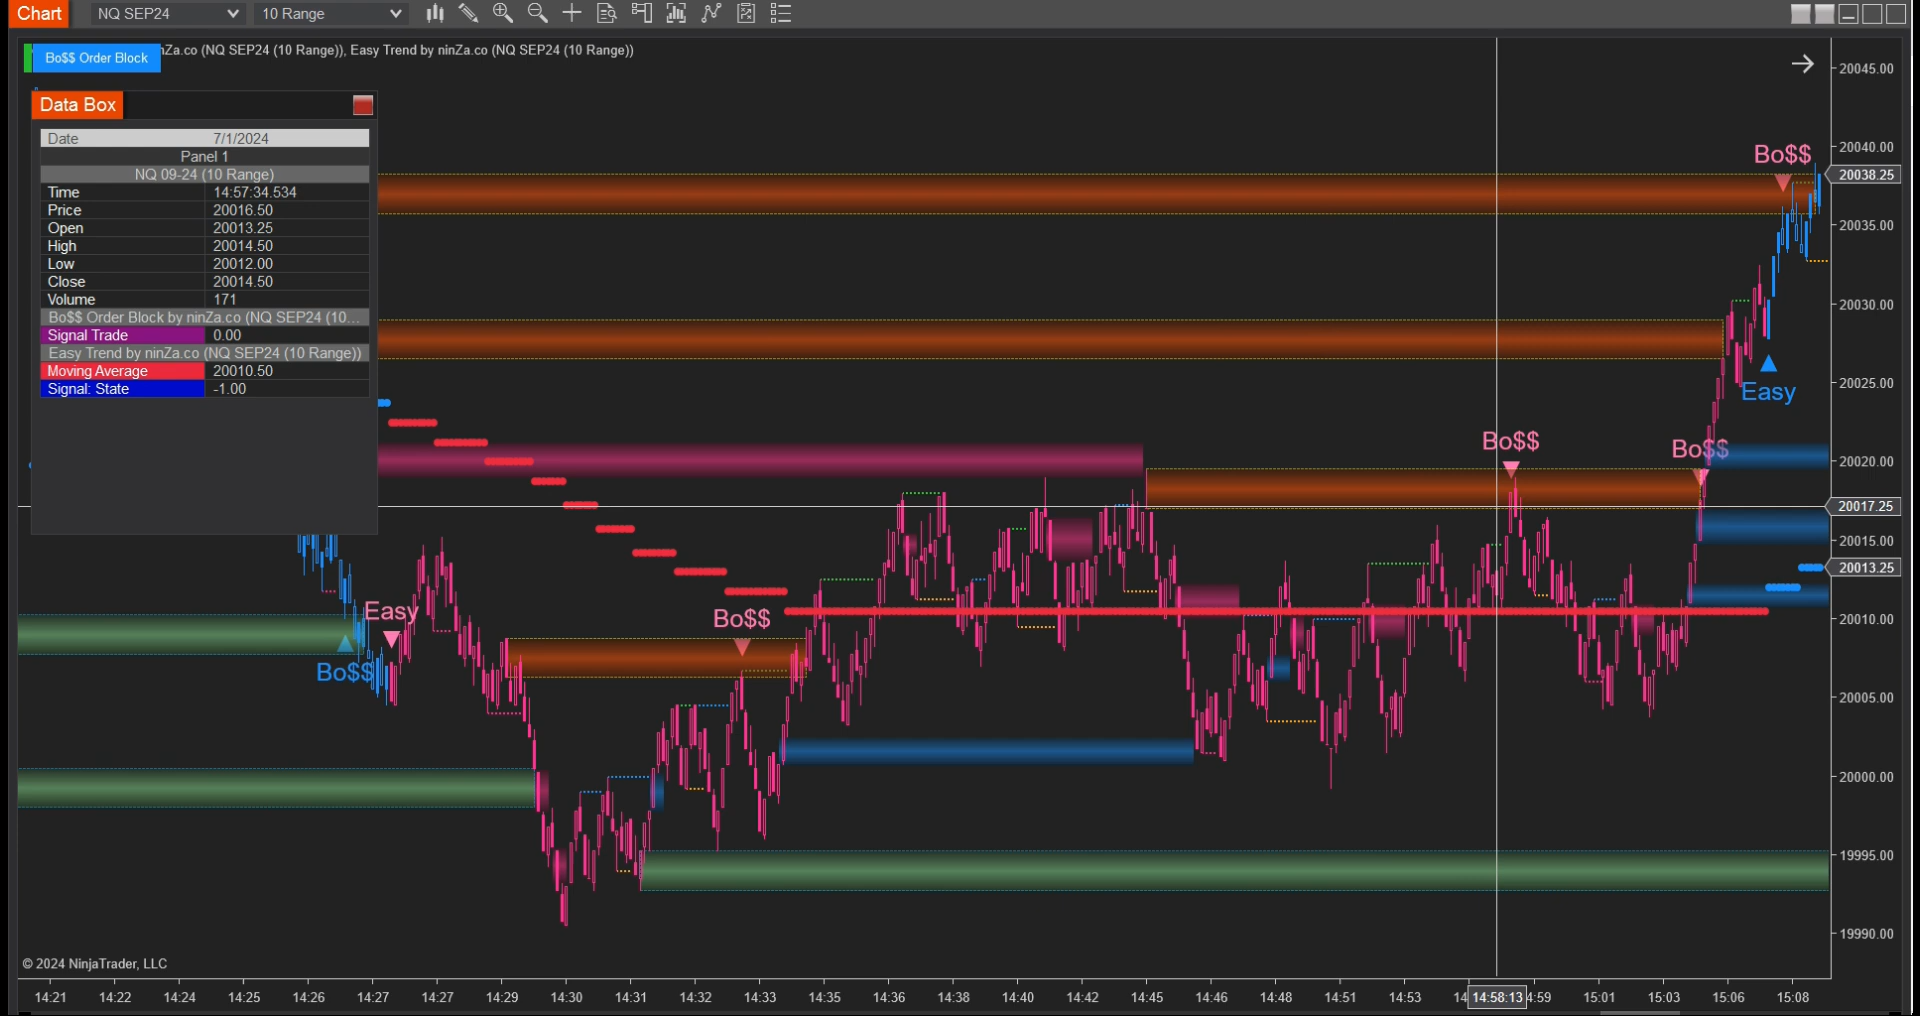 Chart NQ SEP24 10 Range
Bo$$ Order Block nZa.co (NQ SEP24 (10 Range)), Easy Trend by ninZa.co (NQ SEP24 (10 Range))
Data Box
Date 7/1/2024
Panel 1
NQ 09-24 (10 Range)
Time 14:57:34.534
Price 20016.50
Open 20013.25
High 20014.50
Low 20012.00
Close 20014.50
Volume 171
Bo$$ Order Block by ninZa.co (NQ SEP24 (10...
Signal Trade 0.00
Easy Trend by ninZa.co (NQ SEP24 (10 Range))
Moving Average 20010.50
Signal: State -1.00
Bo$$
Easy
Bo$$
Bo$$
Bo$$
Bo$$
Easy
20045.00
20040.00
20038.25
20035.00
20030.00
20025.00
20020.00
20017.25
20015.00
20013.25
20010.00
20005.00
20000.00
19995.00
19990.00
© 2024 NinjaTrader, LLC
14:21 14:22 14:24 14:25 14:26 14:27 14:27 14:29 14:30 14:31 14:32 14:33 14:35 14:36 14:38 14:40 14:42 14:45 14:46 14:48 14:51 14:53 14 14:58:13 4:59 15:01 15:03 15:06 15:08